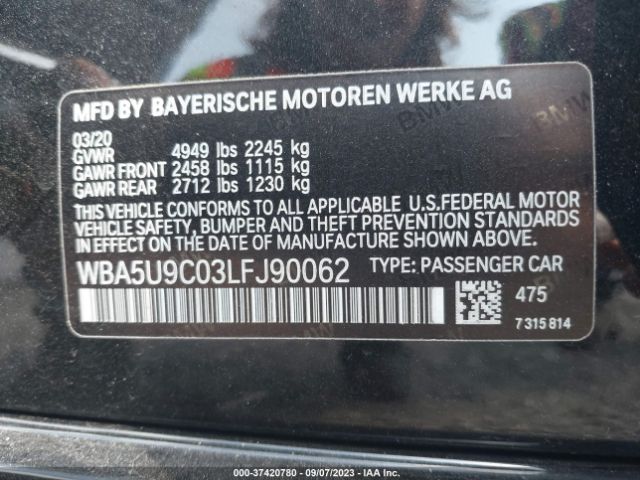 MFD BY BAYERISCHE MOTOREN WERKE AG
03/20
GVWR 4949 lbs 2245 kg
GAWR FRONT 2458 lbs 1115 kg
GAWR REAR 2712 lbs 1230 kg
THIS VEHICLE CONFORMS TO ALL APPLICABLE U.S.FEDERAL MOTOR
VEHICLE SAFETY, BUMPER AND THEFT PREVENTION STANDARDS
IN EFFECT ON THE DATE OF MANUFACTURE SHOWN ABOVE.
WBA5U9C03LFJ90062 TYPE: PASSENGER CAR
475
7 315 814
000-37420780 - 09/07/2023 - IAA Inc.